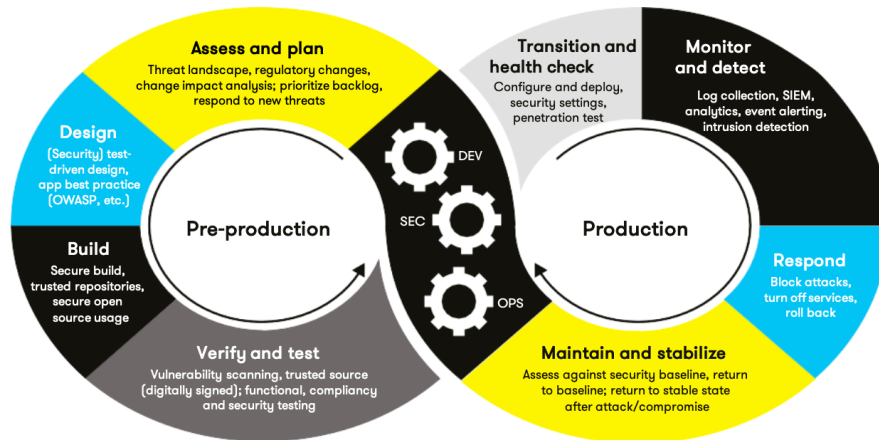 Assess and plan
Threat landscape, regulatory changes,
change impact analysis; prioritize backlog,
respond to new threats
Design
(Security) test-
driven design,
app best practice
(OWASP, etc.)
Pre-production
Build
Secure build,
trusted repositories,
secure open
source usage
Verify and test
Vulnerability scanning, trusted source
(digitally signed); functional, compliancy
and security testing
DEV
SEC
OPS
Transition and
health check
Configure and deploy,
security settings,
penetration test
Monitor
and detect
Log collection, SIEM,
analytics, event alerting,
intrusion detection
Production
Respond
Block attacks,
turn off services,
roll back
Maintain and stabilize
Assess against security baseline, return
to baseline; return to stable state
after attack/compromise